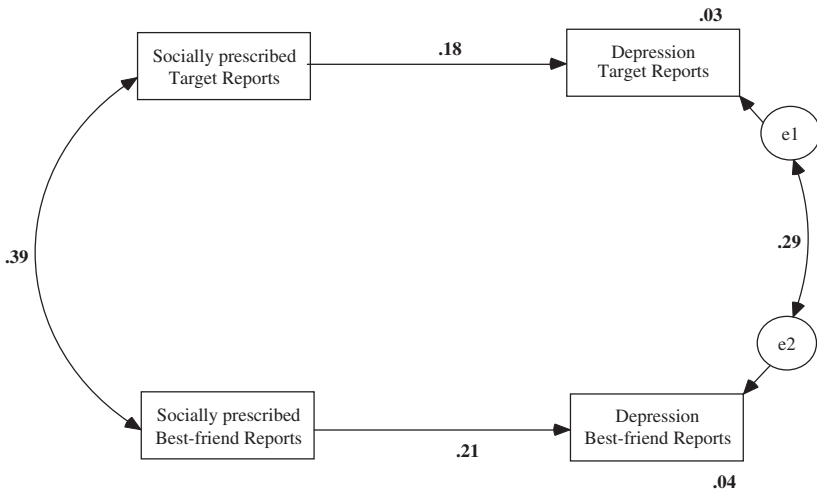 .03
Socially prescribed
Target Reports
.18
Depression
Target Reports
e1
.39
.29
e2
Socially prescribed
Best-friend Reports
.21
Depression
Best-friend Reports
.04